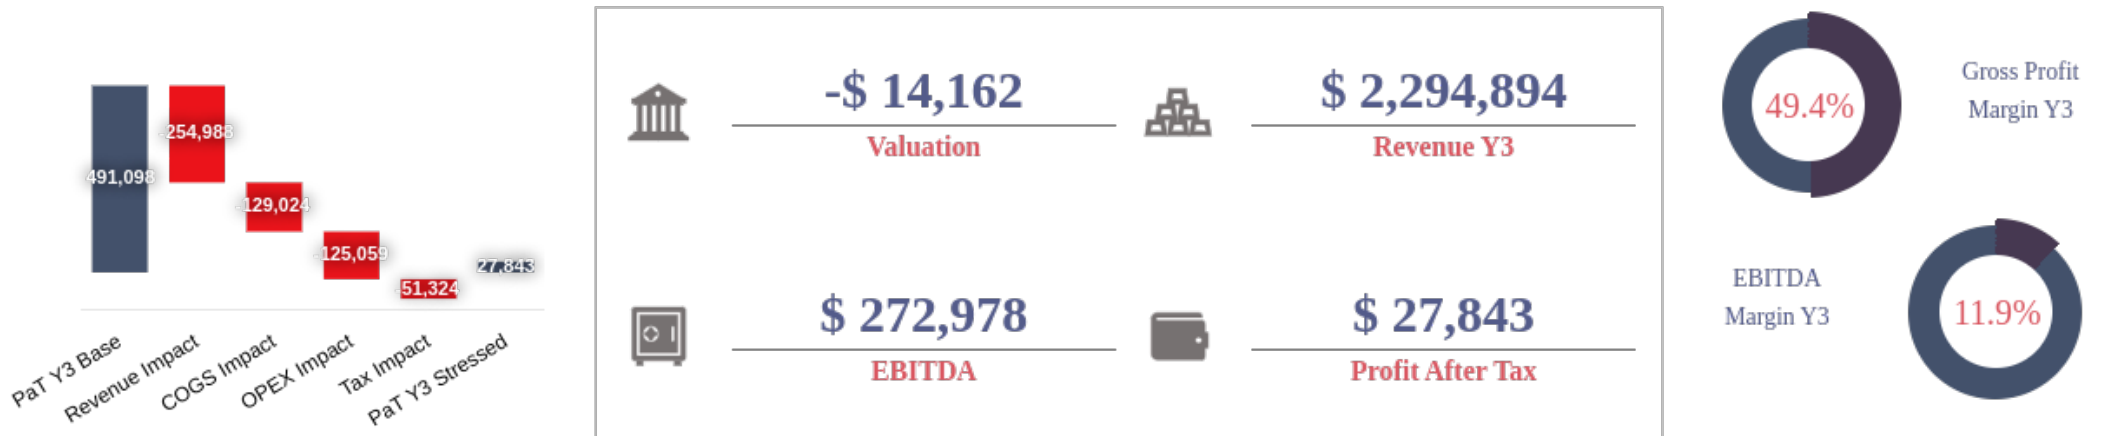 491,098
-254,988
-129,024
-125,059
-51,324
27,843
PaT Y3 Base
Revenue Impact
COGS Impact
OPEX Impact
Tax Impact
PaT Y3 Stressed
-$ 14,162
Valuation
$ 2,294,894
Revenue Y3
$ 272,978
EBITDA
$ 27,843
Profit After Tax
49.4%
Gross Profit
Margin Y3
EBITDA
Margin Y3
11.9%